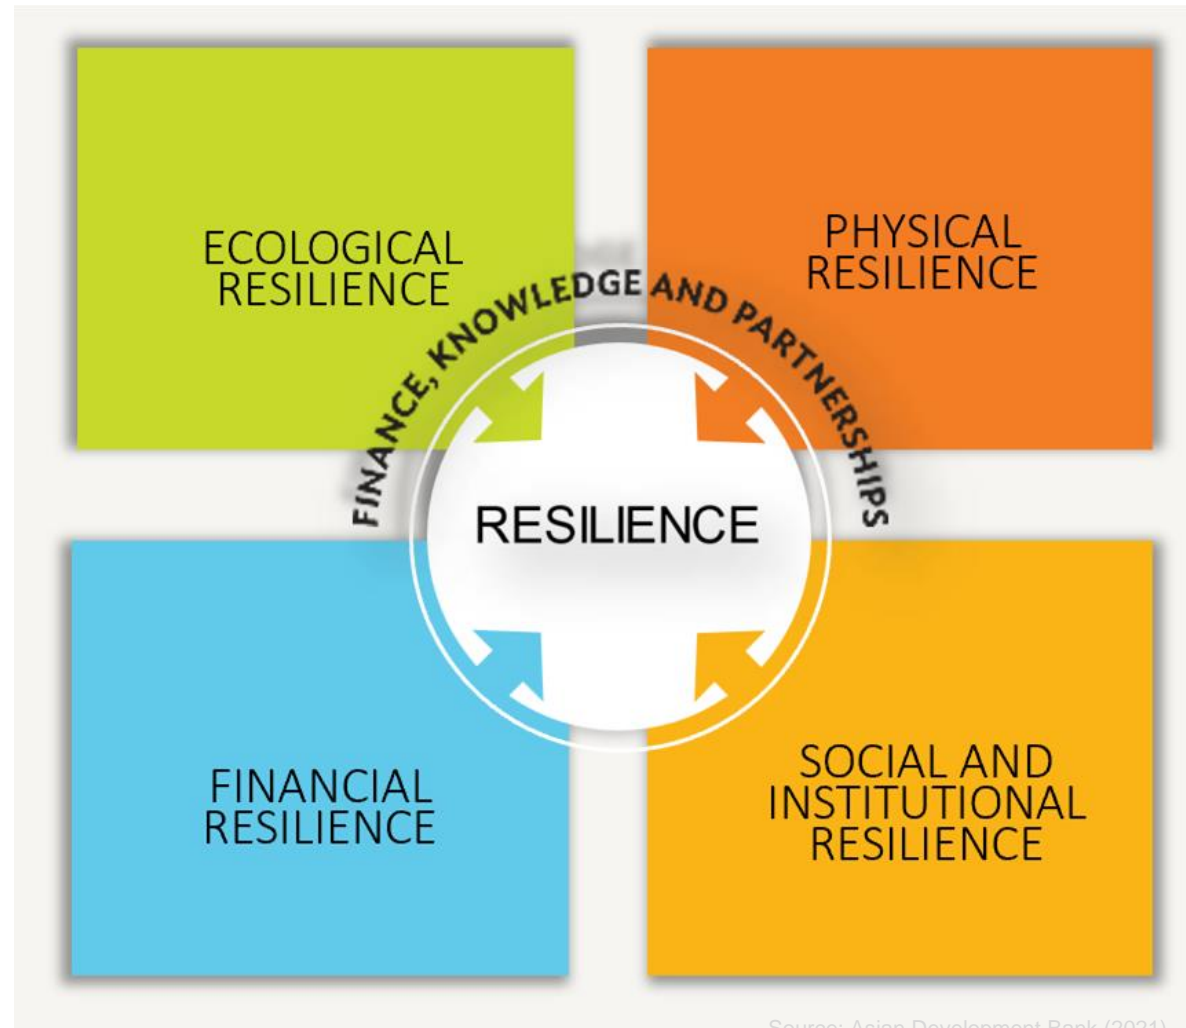 ECOLOGICAL
RESILIENCE
PHYSICAL
RESILIENCE
FINANCE, KNOWLEDGE AND PARTNERSHIPS
RESILIENCE
FINANCIAL
RESILIENCE
SOCIAL AND
INSTITUTIONAL
RESILIENCE
Source: Asian Development Bank (2021)